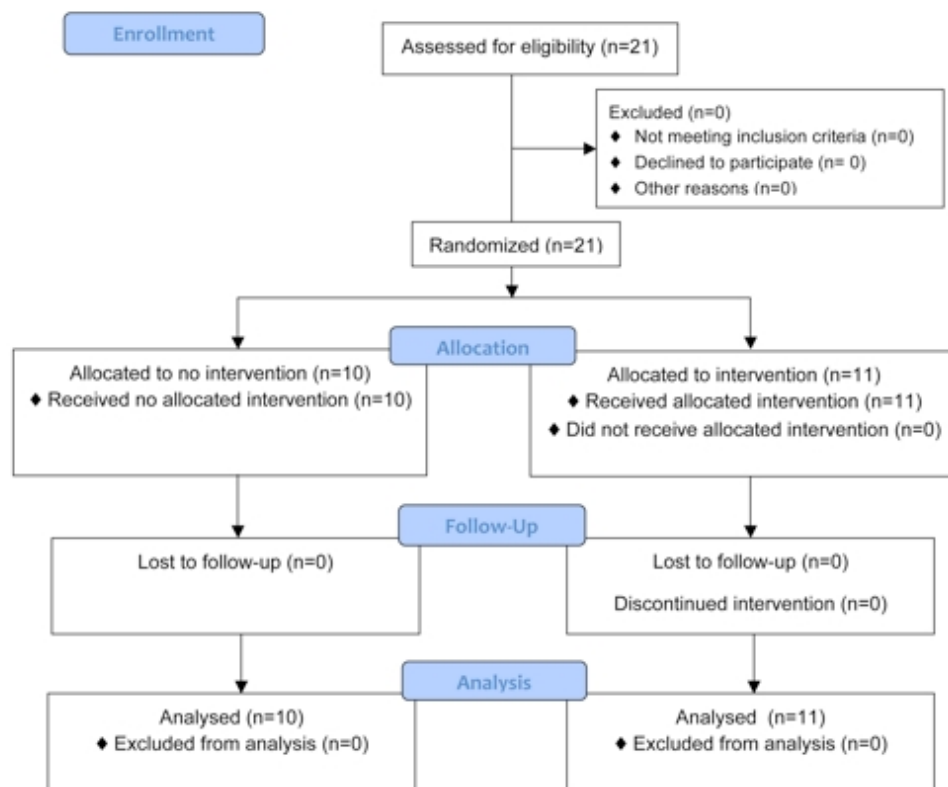 Enrollment
Assessed for eligibility (n=21)
Excluded (n=0)
♦ Not meeting inclusion criteria (n=0)
♦ Declined to participate (n= 0)
♦ Other reasons (n=0)
Randomized (n=21)
Allocation
Allocated to no intervention (n=10)
♦ Received no allocated intervention (n=10)
Allocated to intervention (n=11)
♦ Received allocated intervention (n=11)
♦ Did not receive allocated intervention (n=0)
Follow-Up
Lost to follow-up (n=0)
Lost to follow-up (n=0)
Discontinued intervention (n=0)
Analysis
Analysed (n=10)
♦ Excluded from analysis (n=0)
Analysed (n=11)
♦ Excluded from analysis (n=0)